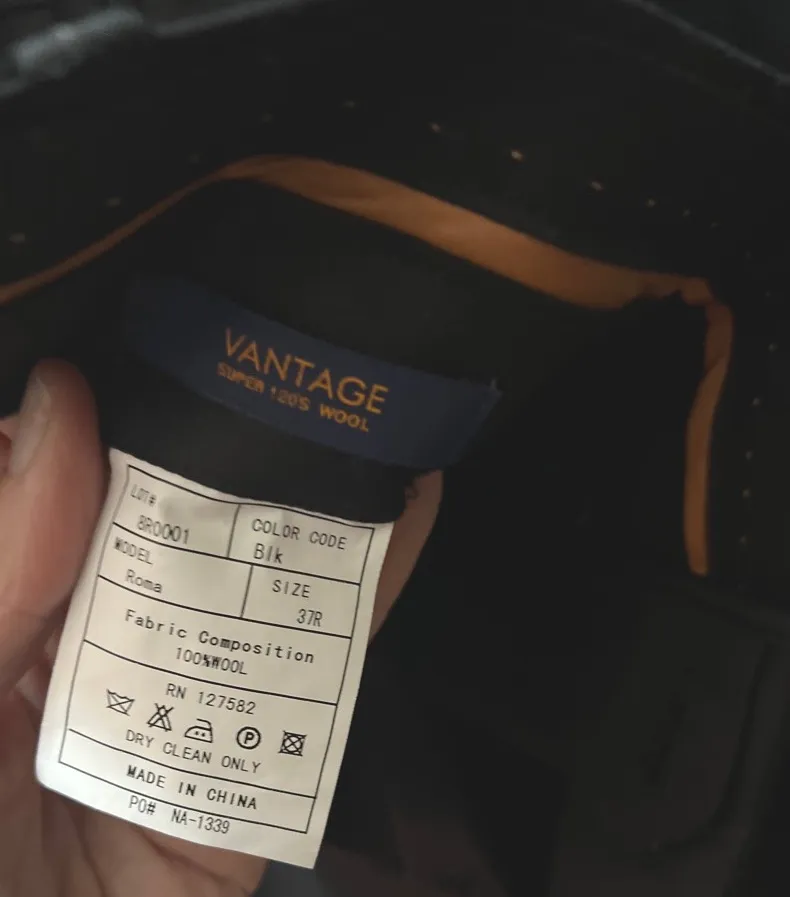 VANTAGE
SUPER 120'S WOOL
LOT#
8R0001
COLOR CODE
Blk
MODEL
Roma
SIZE
37R
Fabric Composition
100%WOOL
RN 127582
P
DRY CLEAN ONLY
MADE IN CHINA
PO# NA-1339